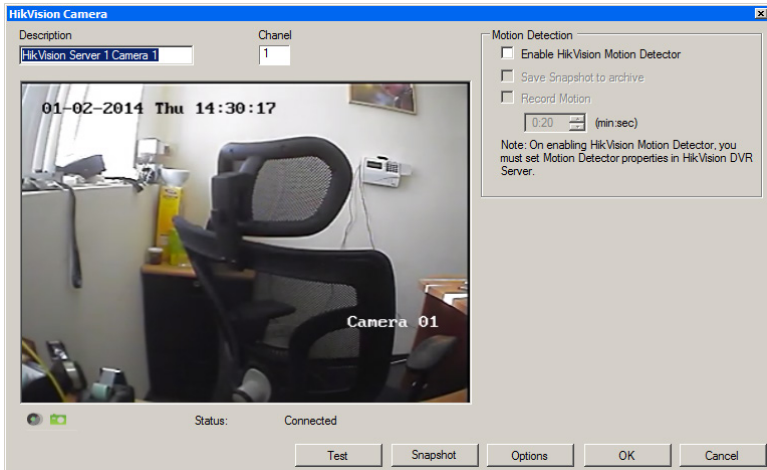 HikVision Camera
Description
Chanel
HikVision Server 1 Camera 1
1
01-02-2014 Thu 14:30:17
Camera 01
Status:
Connected
Motion Detection
Enable HikVision Motion Detector
Save Snapshot to archive
Record Motion
0:20
(min:sec)
Note: On enabling HikVision Motion Detector, you
must set Motion Detector properties in HikVision DVR
Server.
Test
Snapshot
Options
OK
Cancel